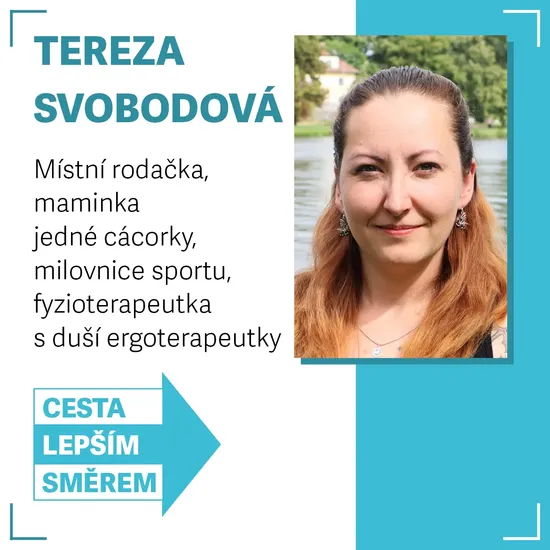 TEREZA
SVOBODOVÁ
Místní rodačka,
maminka
jedné cácorky,
milovnice sportu,
fyzioterapeutka
s duší ergoterapeutky
CESTA
LEPŠÍM
SMĚREM